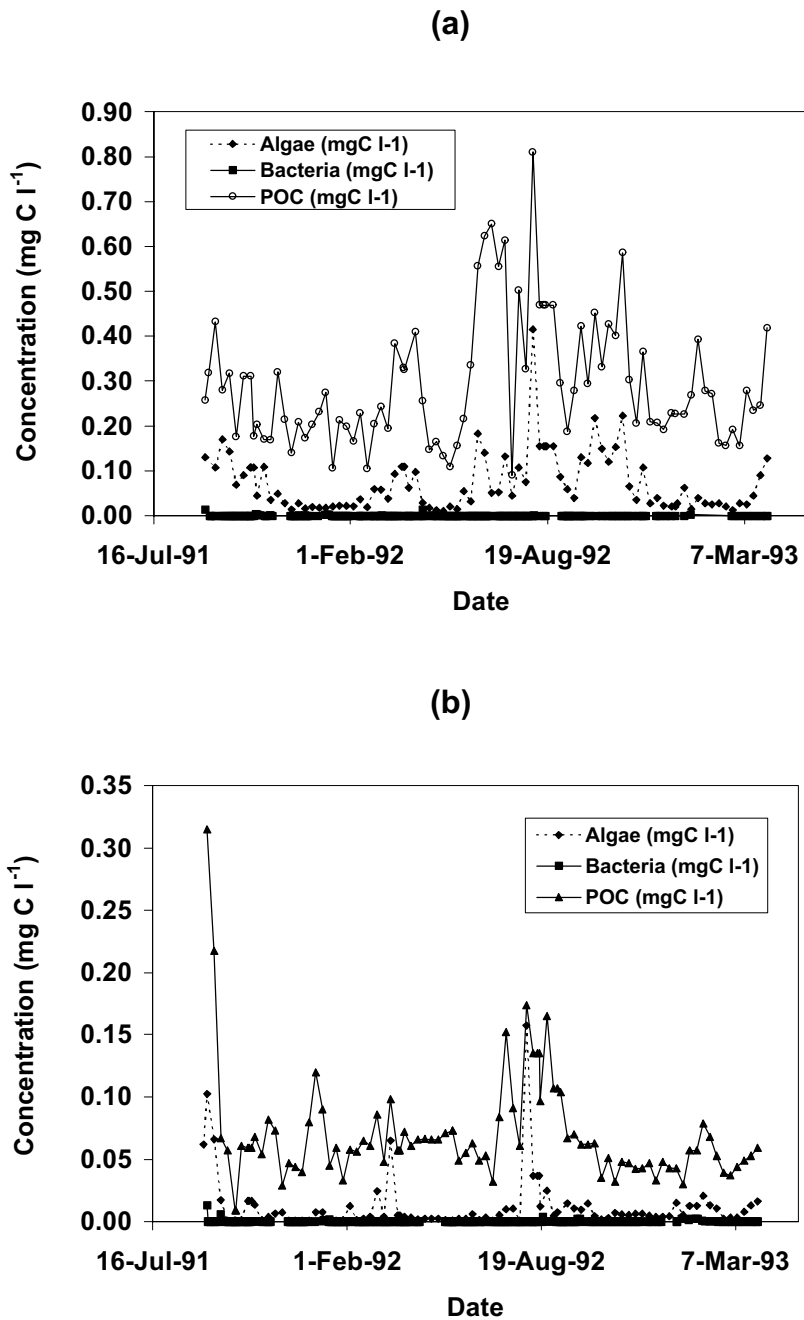 (a)
0.90
0.80
0.70
0.60
0.50
0.40
0.30
0.20
0.10
0.00
Concentration (mg C l-1)
Algae (mgC l-1)
Bacteria (mgC l-1)
POC (mgC l-1)
16-Jul-91 1-Feb-92 19-Aug-92 7-Mar-93
Date
(b)
0.35
0.30
0.25
0.20
0.15
0.10
0.05
0.00
Concentration (mg C l-1)
Algae (mgC l-1)
Bacteria (mgC l-1)
POC (mgC l-1)
16-Jul-91 1-Feb-92 19-Aug-92 7-Mar-93
Date